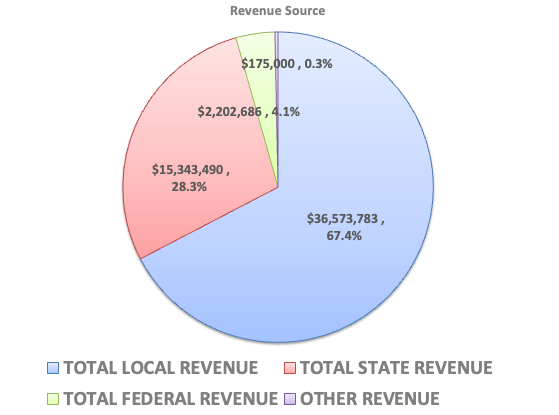 Revenue Source
$175,000 , 0.3%
$2,202,686 , 4.1%
$15,343,490 ,
28.3%
$36,573,783 ,
67.4%
TOTAL LOCAL REVENUE
TOTAL STATE REVENUE
TOTAL FEDERAL REVENUE
OTHER REVENUE